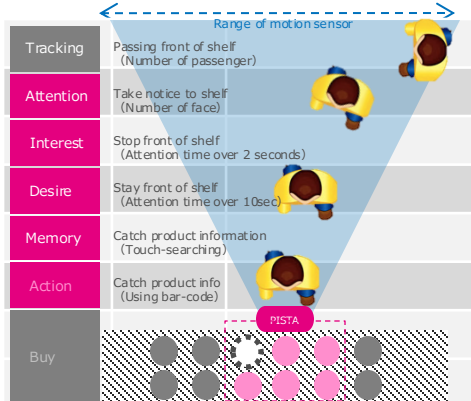 Range of motion sensor
Tracking
Passing front of shelf
(Number of passenger)
Attention
Take notice to shelf
(Number of face)
Interest
Stop front of shelf
(Attention time over 2 seconds)
Desire
Stay front of shelf
(Attention time over 10sec)
Memory
Catch product information
(Touch-searching)
Action
Catch product info
(Using bar-code)
PISTA
Buy